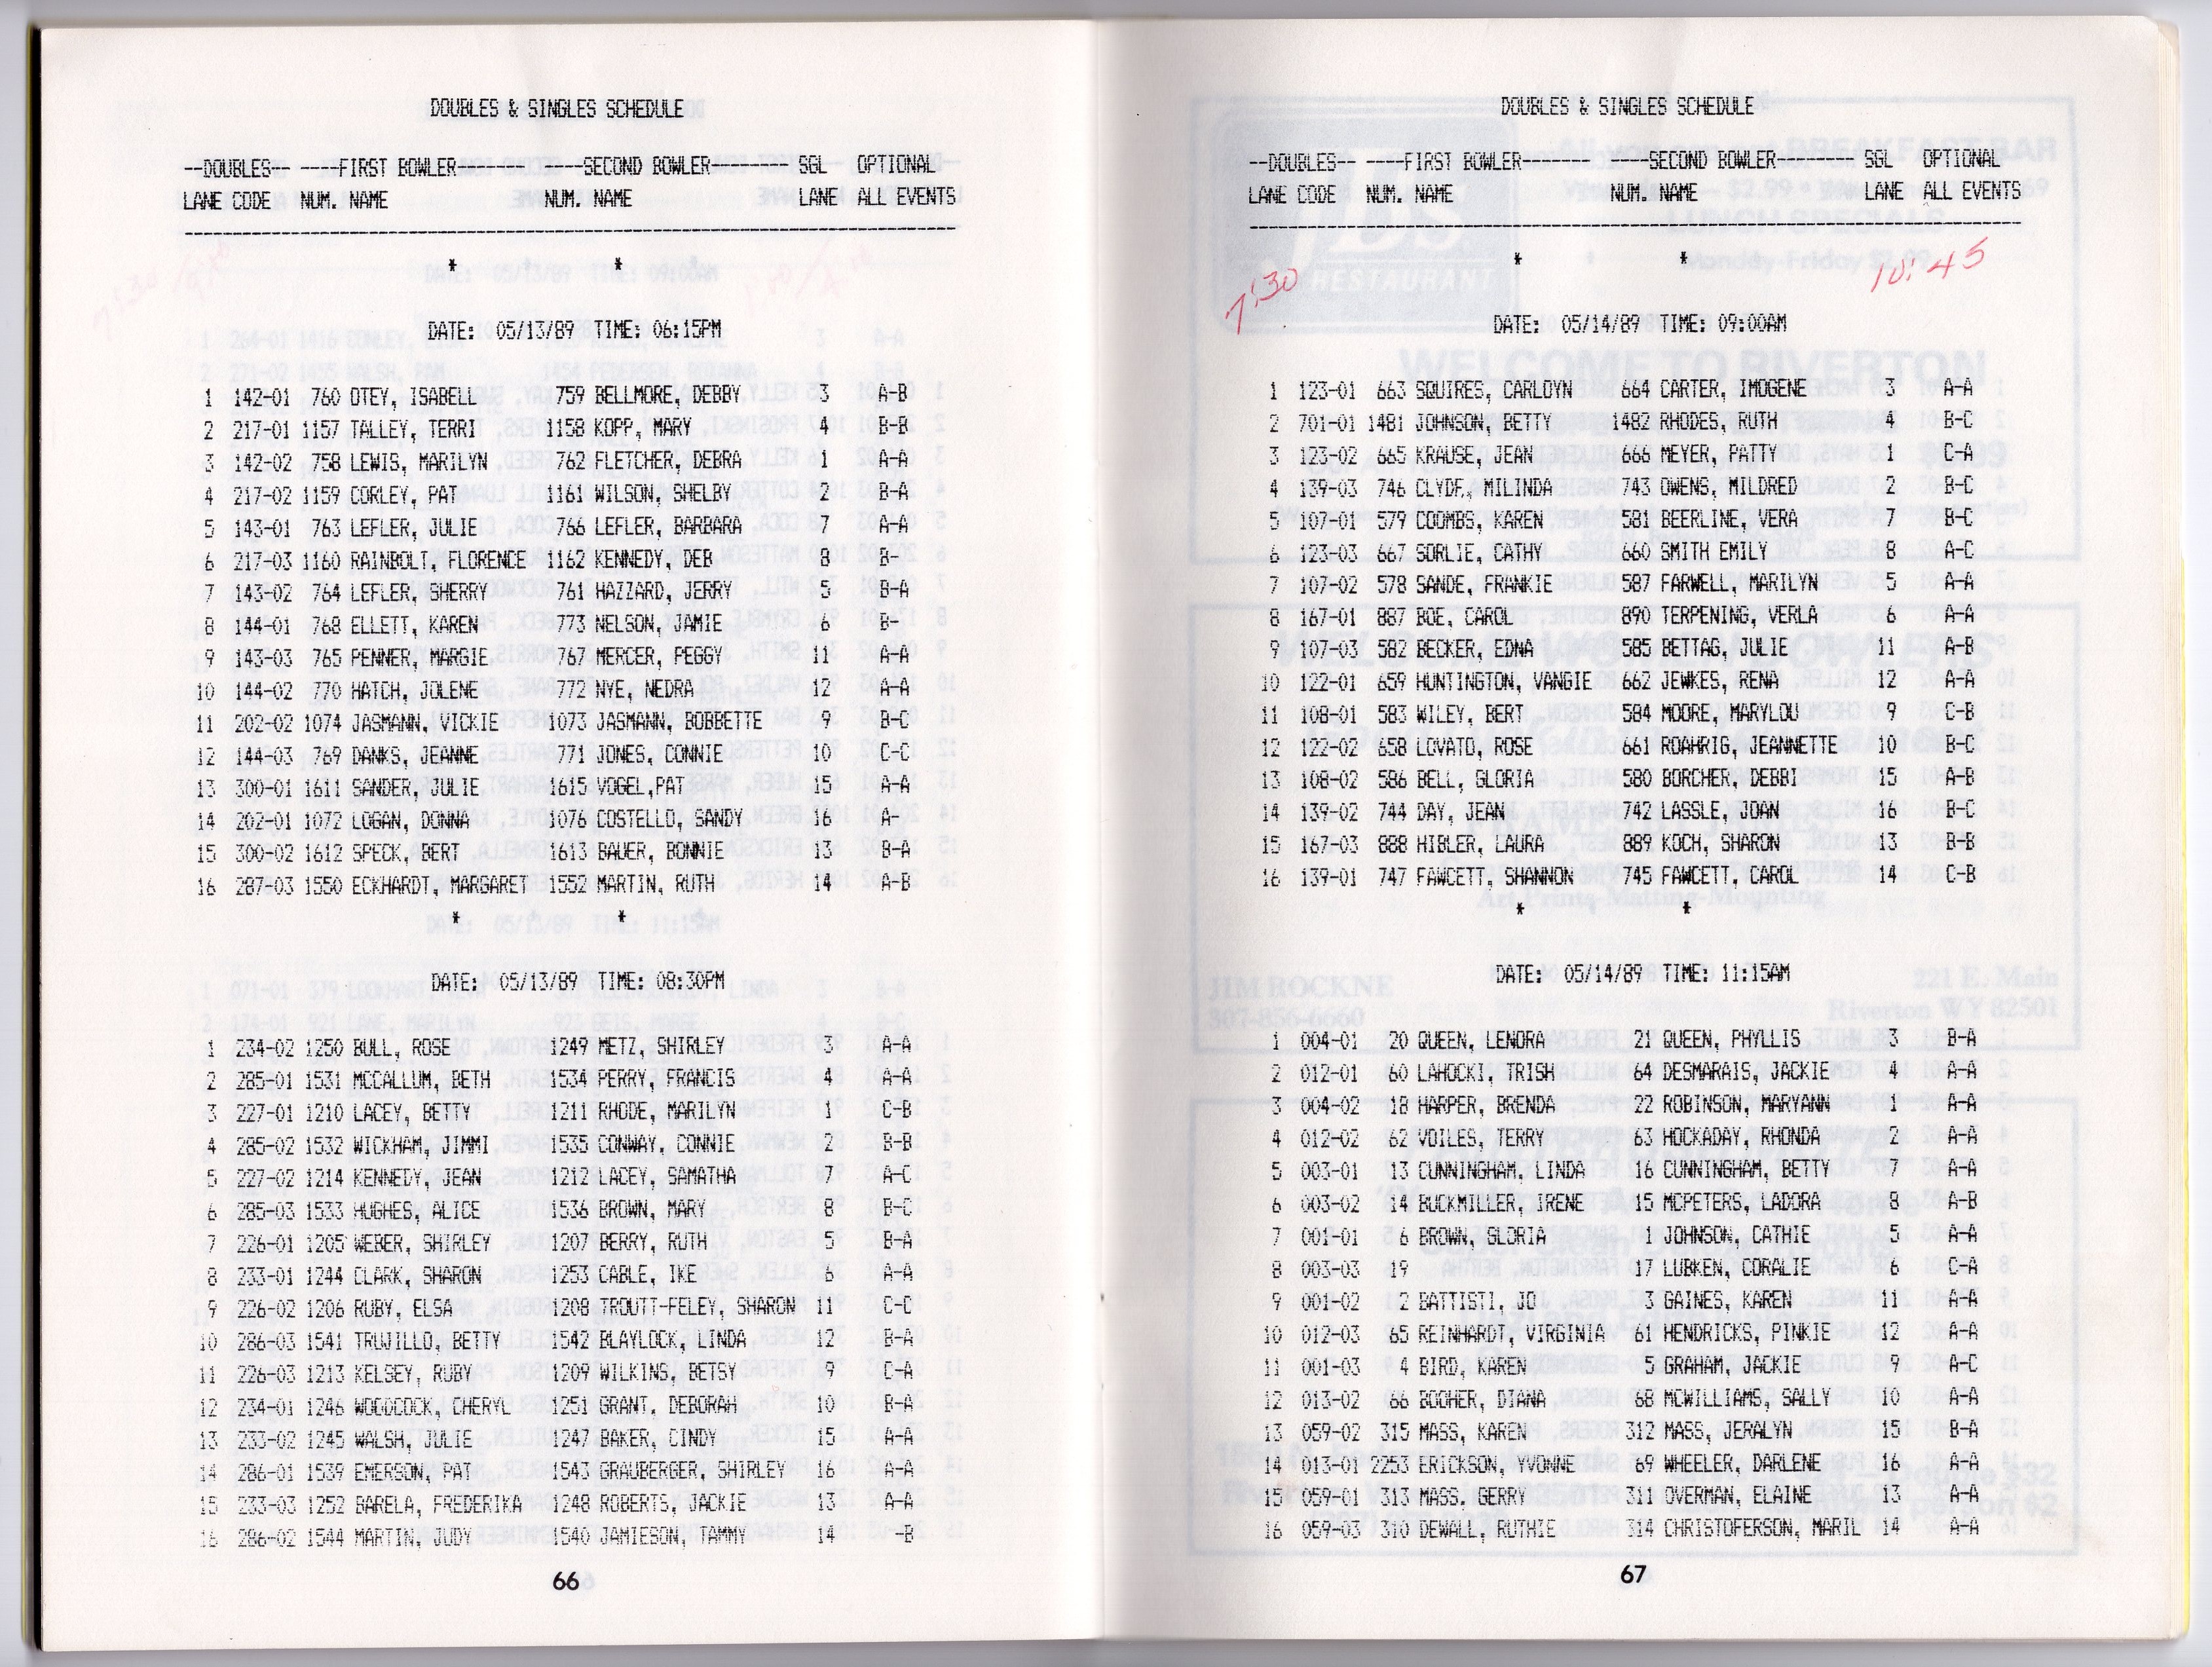 DOUBLES & SINGLES SCHEDULE
--DOUBLES-- ----FIRST BOWLER------- ----SECOND BOWLER-------- SGL OPTIONAL
LANE CODE NUM. NAME NUM. NAME LANE ALL EVENTS
* *
DATE: 05/13/89 TIME: 06:15PM
1 142-01 760 OTEY, ISABELL 759 BELLMORE, DEBBY 3 A-B
2 217-01 1157 TALLEY, TERRI 1158 KOPP, MARY 4 B-B
3 142-02 758 LEWIS, MARILYN 762 FLETCHER, DEBRA 1 A-A
4 217-02 1159 CORLEY, PAT 1161 WILSON, SHELBY 2 B-A
5 143-01 763 LEFLER, JULIE 766 LEFLER, BARBARA 7 A-A
6 217-03 1160 RAINBOLT, FLORENCE 1162 KENNEDY, DEB 8 B-
7 143-02 764 LEFLER, SHERRY 761 HAZZARD, JERRY 5 B-A
8 144-01 768 ELLETT, KAREN 773 NELSON, JAMIE 6 B-
9 143-03 765 PENNER, MARGIE 767 MERCER, PEGGY 11 A-A
10 144-02 770 HATCH, JOLENE 772 NYE, NEDRA 12 A-A
11 202-02 1074 JASMANN, VICKIE 1073 JASMANN, BOBBETTE 9 B-C
12 144-03 769 DANKS, JEANNE 771 JONES, CONNIE 10 C-C
13 300-01 1611 SANDER, JULIE 1615 VOGEL,PAT 15 A-A
14 202-01 1072 LOGAN, DONNA 1076 COSTELLO, SANDY 16 A-
15 300-02 1612 SPECK, BERT 1613 BAUER, BONNIE 13 B-A
16 287-03 1550 ECKHARDT, MARGARET 1552 MARTIN, RUTH 14 A-B
* *
DATE: 05/13/89 TIME: 08:30PM
1 234-02 1250 BULL, ROSE 1249 METZ, SHIRLEY 3 A-A
2 285-01 1531 MCCALLUM, BETH 1534 PERRY, FRANCIS 4 A-A
3 227-01 1210 LACEY, BETTY 1211 RHODE, MARILYN 1 C-B
4 285-02 1532 WICKHAM, JIMMI 1535 CONWAY, CONNIE 2 B-B
5 227-02 1214 KENNEDY, JEAN 1212 LACEY, SAMATHA 7 A-C
6 285-03 1533 HUGHES, ALICE 1536 BROWN, MARY 8 B-C
7 226-01 1205 WEBER, SHIRLEY 1207 BERRY, RUTH 5 B-A
8 233-01 1244 CLARK, SHARON 1253 CABLE, IKE 6 A-A
9 226-02 1206 RUBY, ELSA 1208 TROUTT-FELEY, SHARON 11 C-C
10 286-03 1541 TRUJILLO, BETTY 1542 BLAYLOCK, LINDA 12 B-A
11 226-03 1213 KELSEY, RUBY 1209 WILKINS, BETSY 9 C-A
12 234-01 1246 WOODCOCK, CHERYL 1251 GRANT, DEBORAH 10 B-A
13 233-02 1245 WALSH, JULIE 1247 BAKER, CINDY 15 A-A
14 286-01 1539 EMERSON, PAT 1543 GRAUBERGER, SHIRLEY 16 A-A
15 233-03 1252 BARELA, FREDERIKA 1248 ROBERTS, JACKIE 13 A-A
16 286-02 1544 MARTIN, JUDY 1540 JAMIESON, TAMMY 14 -B
66
DOUBLES & SINGLES SCHEDULE
--DOUBLES-- ----FIRST BOWLER------- ----SECOND BOWLER-------- SGL OPTIONAL
LANE CODE NUM. NAME NUM. NAME LANE ALL EVENTS
* *
7:30 10:45
DATE: 05/14/89 TIME: 09:00AM
1 123-01 663 SQUIRES, CARLOYN 664 CARTER, IMOGENE 3 A-A
2 701-01 1481 JOHNSON, BETTY 1482 RHODES, RUTH 4 B-C
3 123-02 665 KRAUSE, JEAN 666 MEYER, PATTY 1 C-A
4 139-03 746 CLYDE, MILINDA 743 OWENS, MILDRED 2 B-C
5 107-01 579 COOMBS, KAREN 581 BEERLINE, VERA 7 B-C
6 123-03 667 SORLIE, CATHY 660 SMITH EMILY 8 A-C
7 107-02 578 SANDE, FRANKIE 587 FARWELL, MARILYN 5 A-A
8 167-01 887 BOE, CAROL 890 TERPENING, VERLA 6 A-A
9 107-03 582 BECKER, EDNA 585 BETTAG, JULIE 11 A-B
10 122-01 659 HUNTINGTON, VANGIE 662 JEWKES, RENA 12 A-A
11 108-01 583 WILEY, BERT 584 MOORE, MARYLOU 9 C-B
12 122-02 658 LOVATO, ROSE 661 ROAHRIG, JEANNETTE 10 B-C
13 108-02 586 BELL, GLORIA 580 BORCHER, DEBBI 15 A-B
14 139-02 744 DAY, JEAN 742 LASSLE, JOAN 16 B-C
15 167-03 888 HIBLER, LAURA 889 KOCH, SHARON 13 B-B
16 139-01 747 FAWCETT, SHANNON 745 FAWCETT, CAROL 14 C-B
* *
DATE: 05/14/89 TIME: 11:15AM
1 004-01 20 QUEEN, LENORA 21 QUEEN, PHYLLIS 3 B-A
2 012-01 60 LAHOCKI, TRISH 64 DESMARAIS, JACKIE 4 A-A
3 004-02 18 HARPER, BRENDA 22 ROBINSON, MARYANN 1 A-A
4 012-02 62 VOILES, TERRY 63 HOCKADAY, RHONDA 2 A-A
5 003-01 13 CUNNINGHAM, LINDA 16 CUNNINGHAM, BETTY 7 A-A
6 003-02 14 BUCKMILLER, IRENE 15 MCPETERS, LADORA 8 A-B
7 001-01 6 BROWN, GLORIA 1 JOHNSON, CATHIE 5 A-A
8 003-03 19 17 LUBKEN, CORALIE 6 C-A
9 001-02 2 BATTISTI, JO 3 GAINES, KAREN 11 A-A
10 012-03 65 REINHARDT, VIRGINIA 61 HENDRICKS, PINKIE 12 A-A
11 001-03 4 BIRD, KAREN 5 GRAHAM, JACKIE 9 A-C
12 013-02 66 BOOHER, DIANA 68 MCWILLIAMS, SALLY 10 A-A
13 059-02 315 MASS, KAREN 312 MASS, JERALYN 15 B-A
14 013-01 2253 ERICKSON, YVONNE 69 WHEELER, DARLENE 16 A-A
15 059-01 313 MASS, GERRY 311 OVERMAN, ELAINE 13 A-A
16 059-03 310 DEWALL, RUTHIE 314 CHRISTOFERSON, MARIL 14 A-A
67